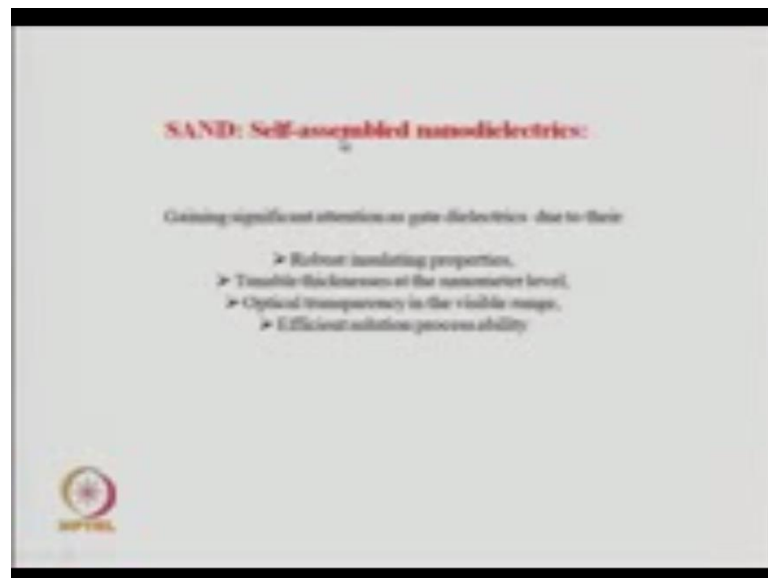 SAND: Self-assembled nanodielectrics:
Gaining significant attention as gate dielectrics due to their
➤ Robust insulating properties,
➤ Tunable thicknesses at the nanometer level,
➤ Optical transparency in the visible range,
➤ Efficient solution process ability
NPTEL